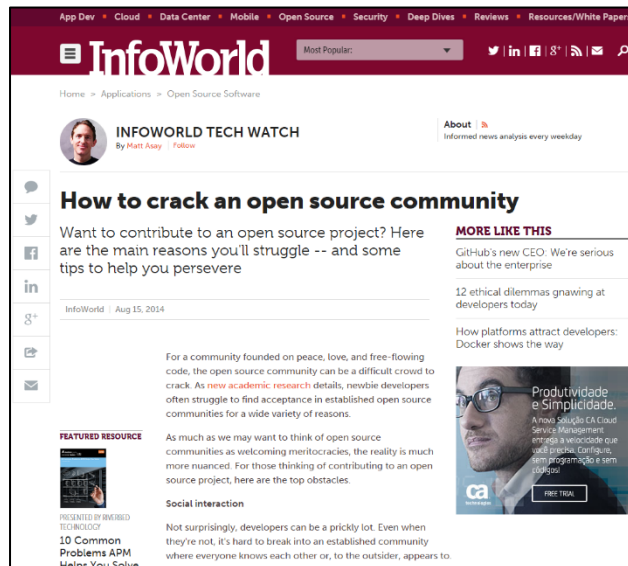 App Dev • Cloud • Data Center • Mobile • Open Source • Security • Deep Dives • Reviews • Resources/White Papers
InfoWorld
Most Popular:
Home » Applications » Open Source Software
INFOWORLD TECH WATCH
By Matt Asay | Follow
About
Informed news analysis every weekday
How to crack an open source community
Want to contribute to an open source project? Here
are the main reasons you'll struggle -- and some
tips to help you persevere
InfoWorld | Aug 15, 2014
For a community founded on peace, love, and free-flowing
code, the open source community can be a difficult crowd to
crack. As new academic research details, newbie developers
often struggle to find acceptance in established open source
communities for a wide variety of reasons.
As much as we may want to think of open source
communities as welcoming meritocracies, the reality is much
more nuanced. For those thinking of contributing to an open
source project, here are the top obstacles.
Social interaction
Not surprisingly, developers can be a prickly lot. Even when
they're not, it's hard to break into an established community
where everyone knows each other or, to the outsider, appears to.
FEATURED RESOURCE
PRESENTED BY RIVERBED
TECHNOLOGY
10 Common
Problems APM
Helps You Solve
MORE LIKE THIS
GitHub's new CEO: We're serious
about the enterprise
12 ethical dilemmas gnawing at
developers today
How platforms attract developers:
Docker shows the way
Produtividade
e Simplicidade.
A nova Solução CA Cloud
Service Management
entrega a velocidade que
você precisa. Configure,
sem programação e sem
códigos!
FREE TRIAL
ca
technologies